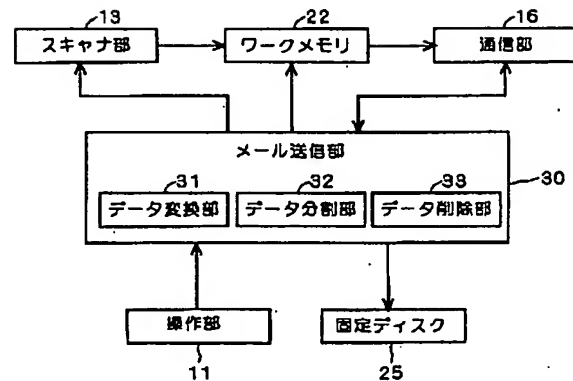 13
22
16
スキャナ部
ワークメモリ
通信部
メール送信部
31
32
33
30
データ変換部
データ分割部
データ削除部
操作部
固定ディスク
11
25